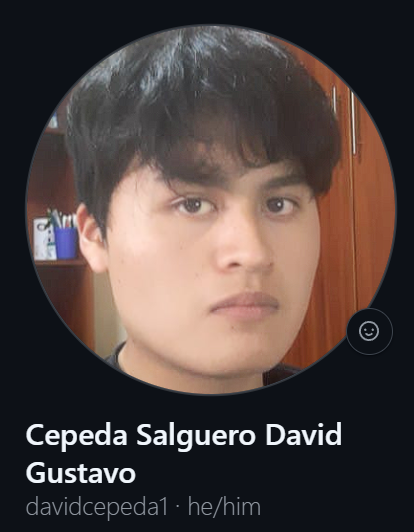 Cepeda Salguero David
Gustavo
davidcepeda1 · he/him